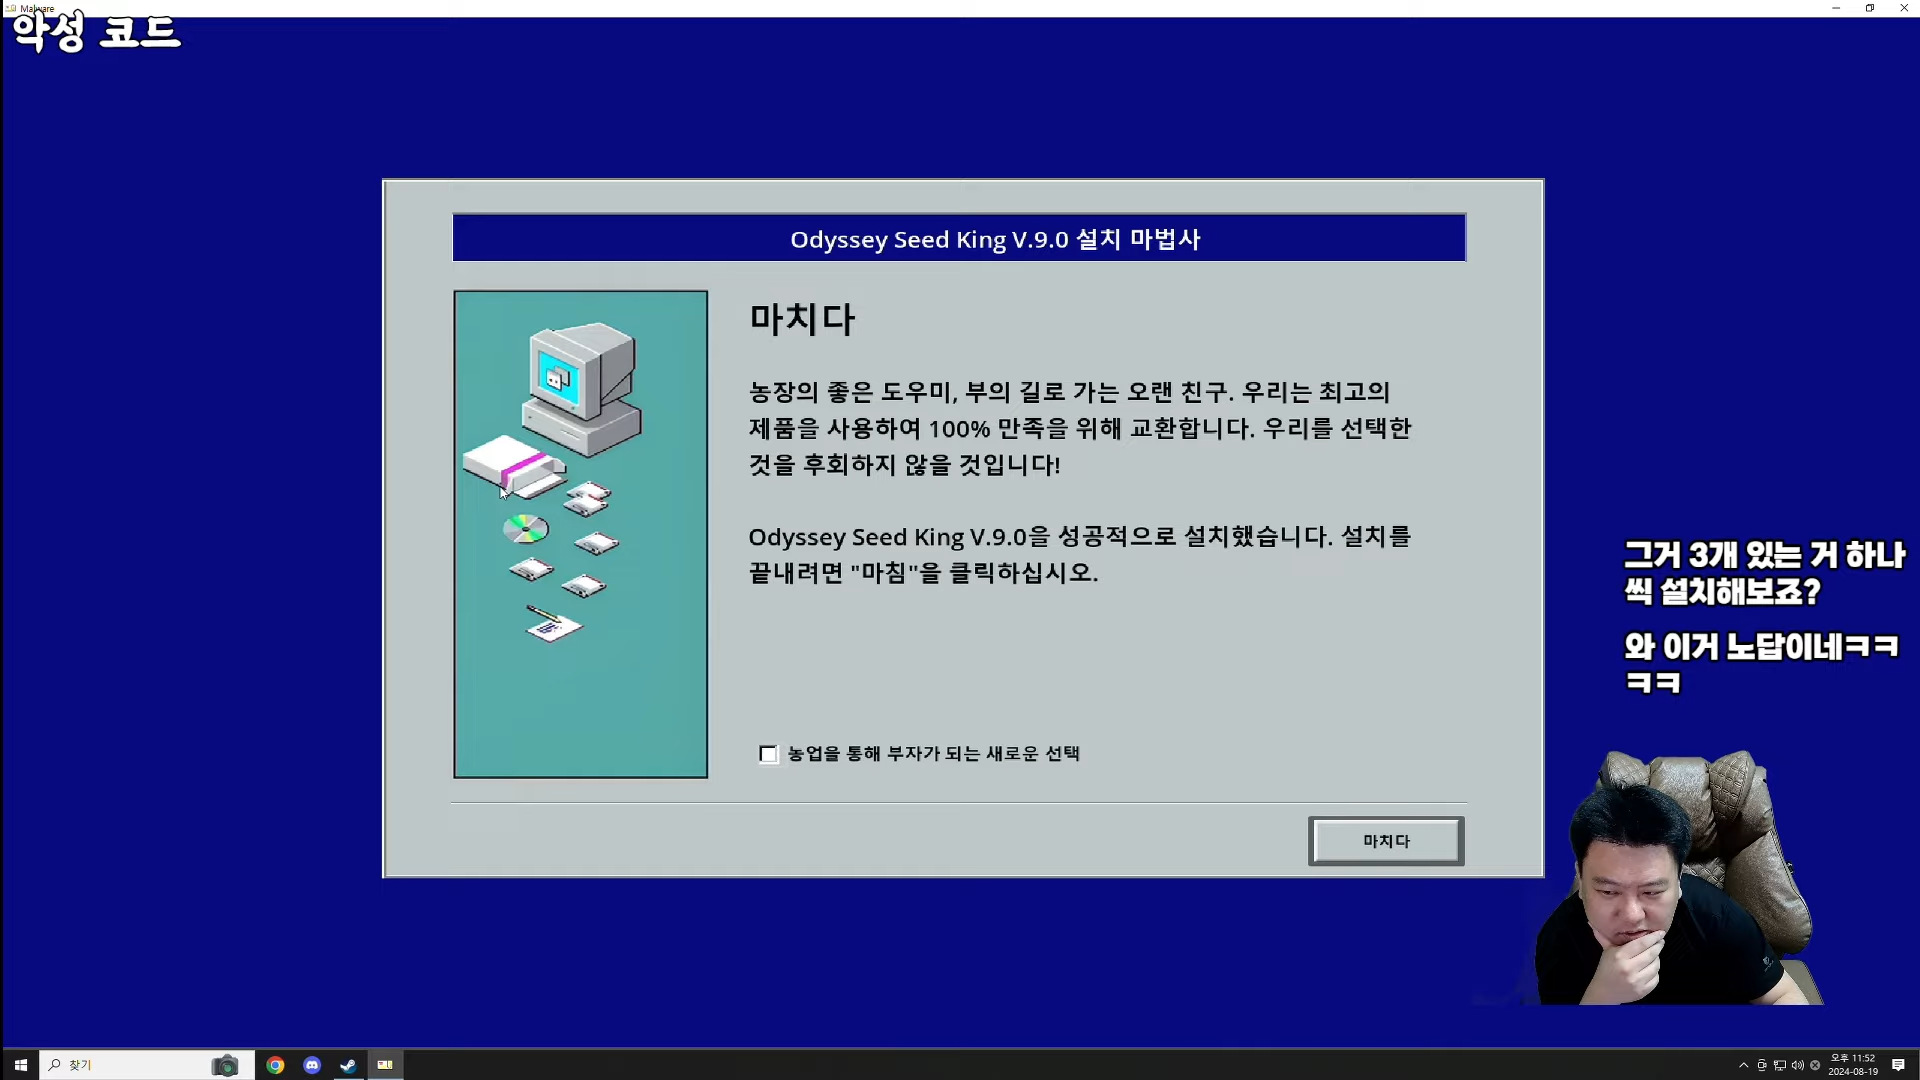 Malware
악성 코드
Odyssey Seed King V.9.0 설치 마법사
마치다
농장의 좋은 도우미, 부의 길로 가는 오랜 친구. 우리는 최고의
제품을 사용하여 100% 만족을 위해 교환합니다. 우리를 선택한
것을 후회하지 않을 것입니다!
Odyssey Seed King V.9.0을 성공적으로 설치했습니다. 설치를
끝내려면 "마침"을 클릭하십시오.
농업을 통해 부자가 되는 새로운 선택
마치다
그거 3개 있는 거 하나
씩 설치해보죠?
와 이거 노답이네ㅋㅋ
ㅋㅋ
찾기
오후 11:52
2024-08-19